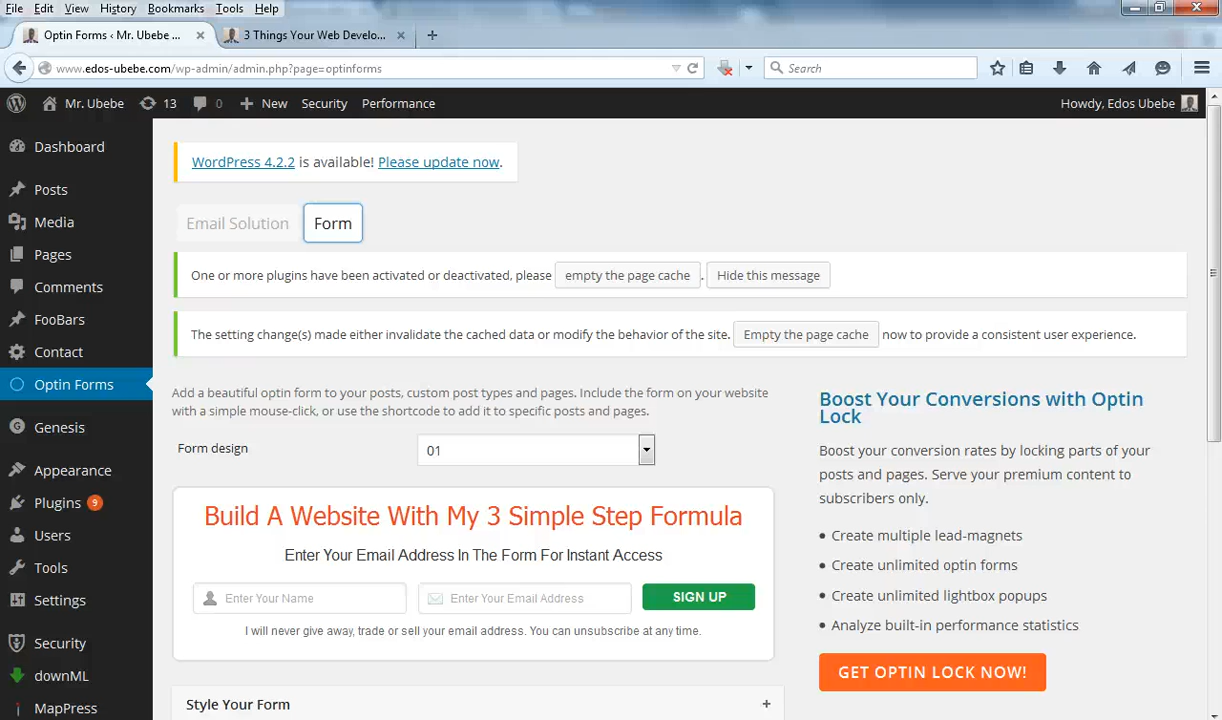 File Edit View History Bookmarks Tools Help
Optin Forms ‹ Mr. Ubebe ... × 3 Things Your Web Develo... × +
www.edos-ubebe.com/wp-admin/admin.php?page=optinforms Search
Mr. Ubebe 13 0 + New Security Performance Howdy, Edos Ubebe
Dashboard
Posts
Media
Pages
Comments
FooBars
Contact
Optin Forms
Genesis
Appearance
Plugins 9
Users
Tools
Settings
Security
downML
MapPress
WordPress 4.2.2 is available! Please update now.
Email Solution Form
One or more plugins have been activated or deactivated, please empty the page cache . Hide this message
The setting change(s) made either invalidate the cached data or modify the behavior of the site. Empty the page cache now to provide a consistent user experience.
Add a beautiful optin form to your posts, custom post types and pages. Include the form on your website
with a simple mouse-click, or use the shortcode to add it to specific posts and pages.
Form design 01
Build A Website With My 3 Simple Step Formula
Enter Your Email Address In The Form For Instant Access
Enter Your Name Enter Your Email Address SIGN UP
I will never give away, trade or sell your email address. You can unsubscribe at any time.
Style Your Form +
Boost Your Conversions with Optin
Lock
Boost your conversion rates by locking parts of your
posts and pages. Serve your premium content to
subscribers only.
• Create multiple lead-magnets
• Create unlimited optin forms
• Create unlimited lightbox popups
• Analyze built-in performance statistics
GET OPTIN LOCK NOW!